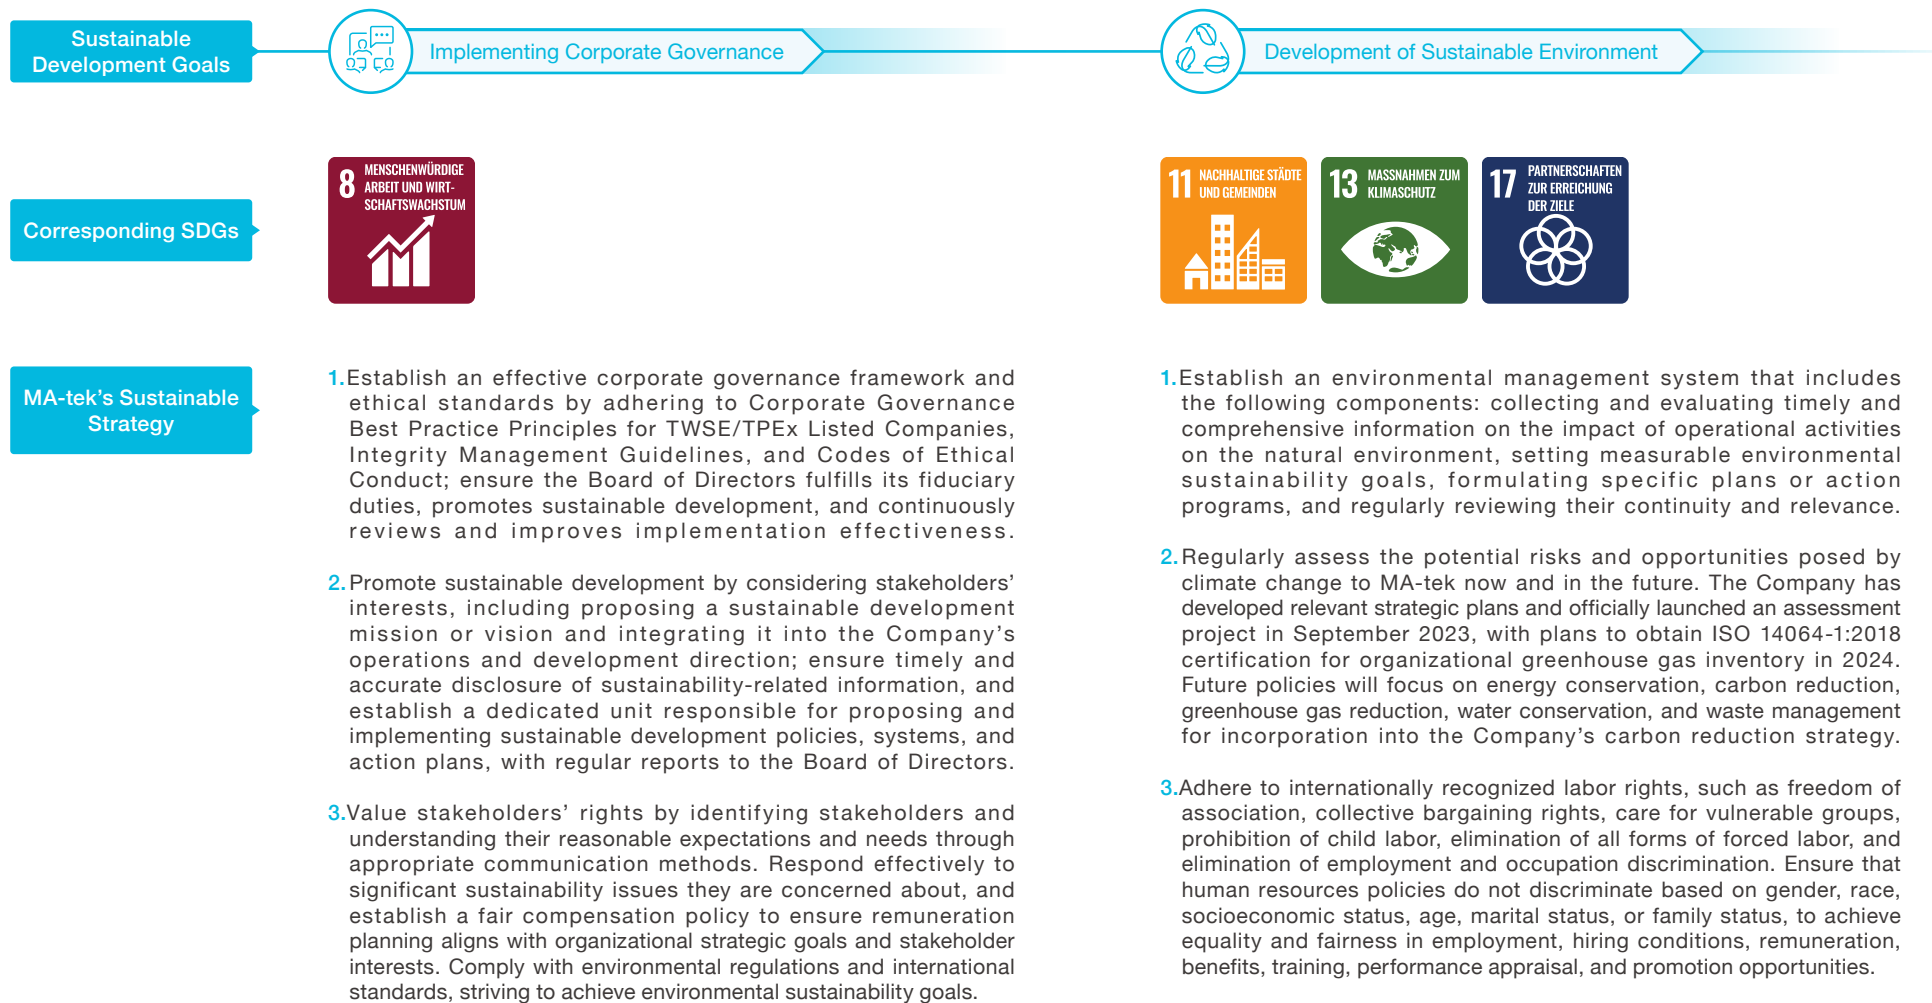 Sustainable
Development Goals
Implementing Corporate Governance
Development of Sustainable Environment
Corresponding SDGs
8 MENSCHENWÜRDIGE
ARBEIT UND WIRT-
SCHAFTSWACHSTUM
11 NACHHALTIGE STÄDTE
UND GEMEINDEN
13 MASSNAHMEN ZUM
KLIMASCHUTZ
17 PARTNERSCHAFTEN
ZUR ERREICHUNG
DER ZIELE
MA-tek’s Sustainable
Strategy
1.Establish an effective corporate governance framework and
ethical standards by adhering to Corporate Governance
Best Practice Principles for TWSE/TPEx Listed Companies,
Integrity Management Guidelines, and Codes of Ethical
Conduct; ensure the Board of Directors fulfills its fiduciary
duties, promotes sustainable development, and continuously
reviews and improves implementation effectiveness.
2.Promote sustainable development by considering stakeholders’
interests, including proposing a sustainable development
mission or vision and integrating it into the Company’s
operations and development direction; ensure timely and
accurate disclosure of sustainability-related information, and
establish a dedicated unit responsible for proposing and
implementing sustainable development policies, systems, and
action plans, with regular reports to the Board of Directors.
3.Value stakeholders’ rights by identifying stakeholders and
understanding their reasonable expectations and needs through
appropriate communication methods. Respond effectively to
significant sustainability issues they are concerned about, and
establish a fair compensation policy to ensure remuneration
planning aligns with organizational strategic goals and stakeholder
interests. Comply with environmental regulations and international
standards, striving to achieve environmental sustainability goals.
1.Establish an environmental management system that includes
the following components: collecting and evaluating timely and
comprehensive information on the impact of operational activities
on the natural environment, setting measurable environmental
sustainability goals, formulating specific plans or action
programs, and regularly reviewing their continuity and relevance.
2.Regularly assess the potential risks and opportunities posed by
climate change to MA-tek now and in the future. The Company has
developed relevant strategic plans and officially launched an assessment
project in September 2023, with plans to obtain ISO 14064-1:2018
certification for organizational greenhouse gas inventory in 2024.
Future policies will focus on energy conservation, carbon reduction,
greenhouse gas reduction, water conservation, and waste management
for incorporation into the Company’s carbon reduction strategy.
3.Adhere to internationally recognized labor rights, such as freedom of
association, collective bargaining rights, care for vulnerable groups,
prohibition of child labor, elimination of all forms of forced labor, and
elimination of employment and occupation discrimination. Ensure that
human resources policies do not discriminate based on gender, race,
socioeconomic status, age, marital status, or family status, to achieve
equality and fairness in employment, hiring conditions, remuneration,
benefits, training, performance appraisal, and promotion opportunities.